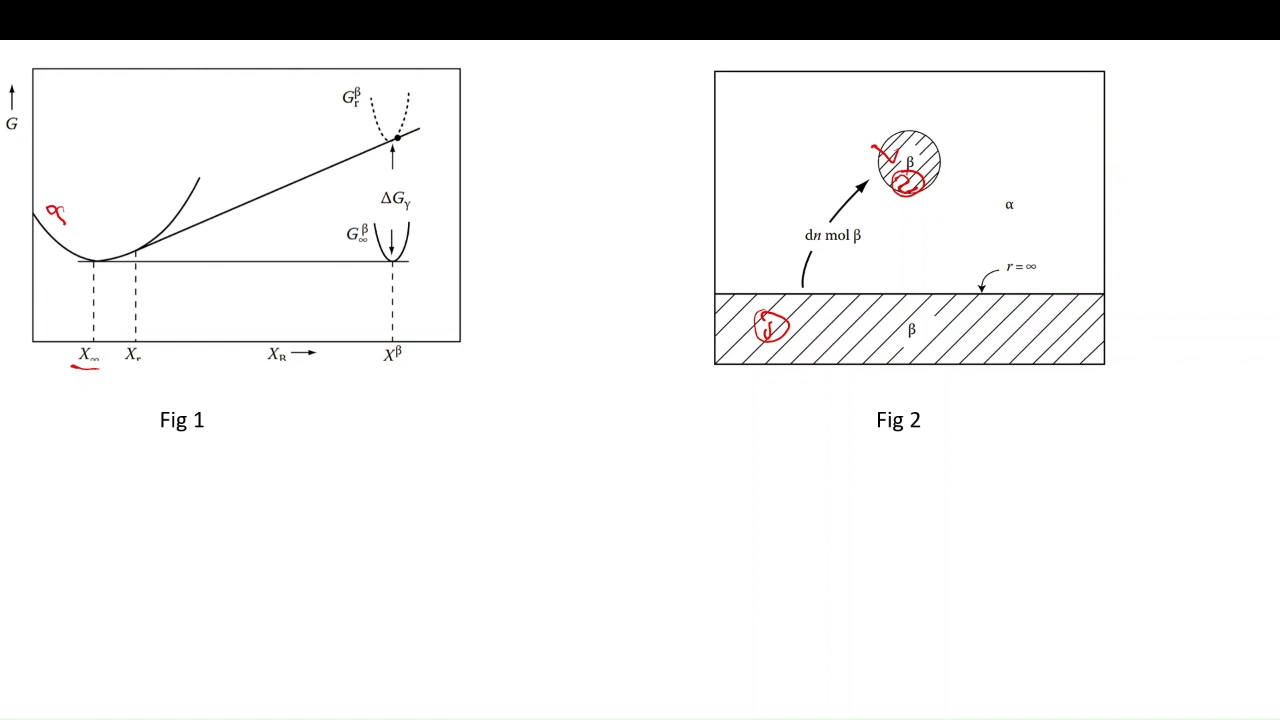 G
G_r^β
ΔG_γ
G_∞^β
α
X_∞ X_r X_B X^β
Fig 1
β
α
dn mol β
r = ∞
β
Fig 2